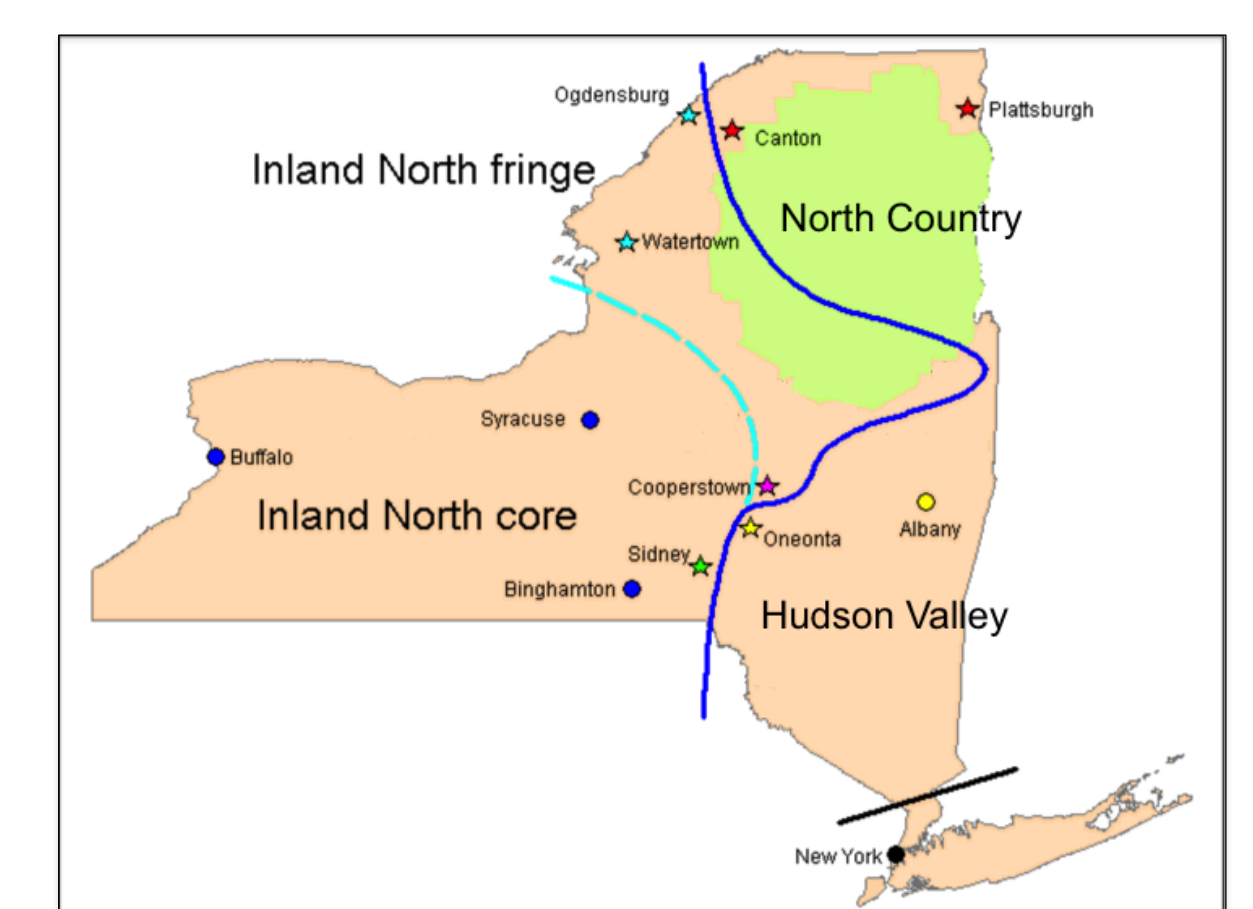 Ogdensburg
Plattsburgh
Canton
Inland North fringe
North Country
Watertown
Syracuse
Buffalo
Cooperstown
Inland North core
Albany
Oneonta
Sidney
Binghamton
Hudson Valley
New York